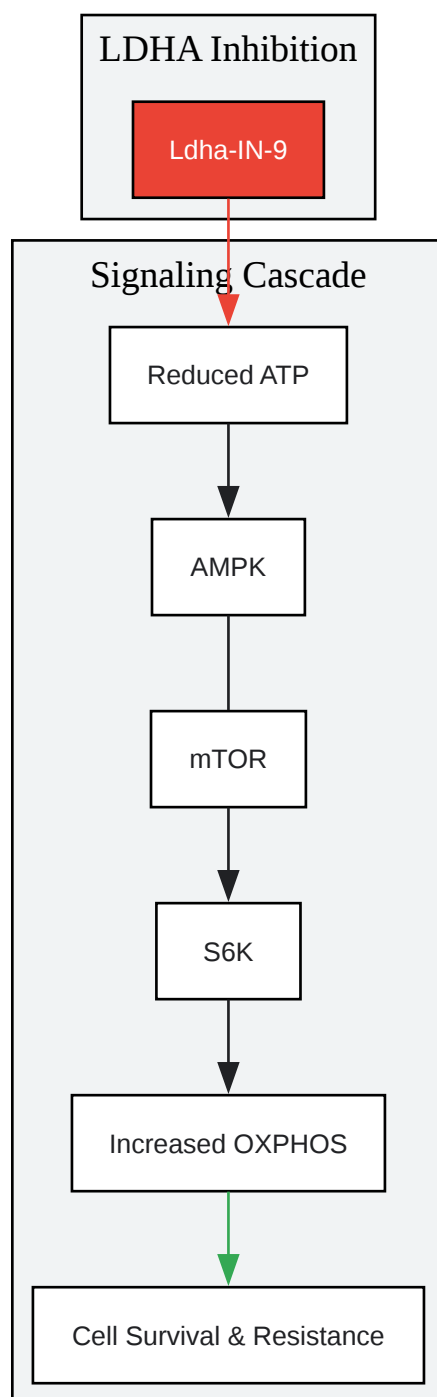 LDHA Inhibition
Ldha-IN-9
Signaling Cascade
Reduced ATP
AMPK
mTOR
S6K
Increased OXPHOS
Cell Survival & Resistance